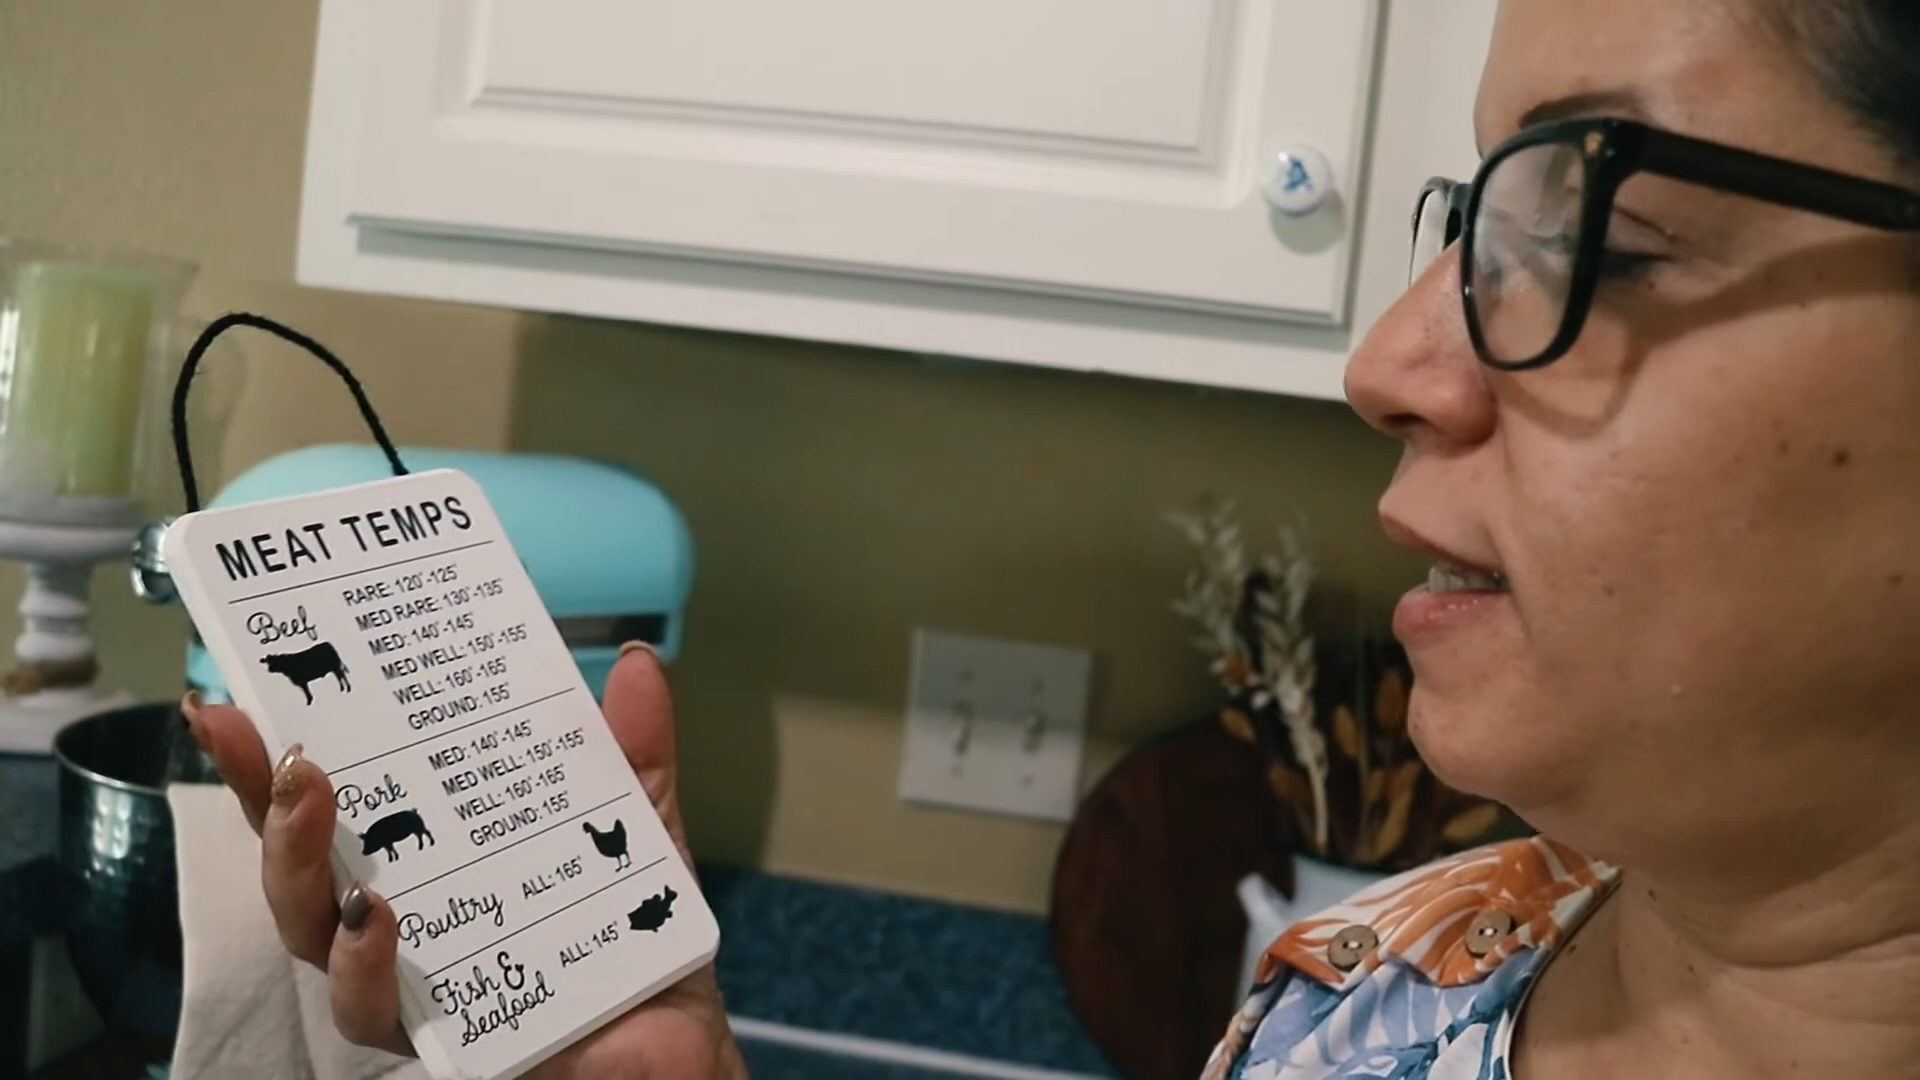 MEAT TEMPS
Beef
RARE: 120°-125°
MED RARE: 130°-135°
MED: 140°-145°
MED WELL: 150°-155°
WELL: 160°-165°
GROUND: 155°
Pork
MED: 140°-145°
MED WELL: 150°-155°
WELL: 160°-165°
GROUND: 155°
Poultry ALL: 165°
Fish &
Seafood
ALL: 145°